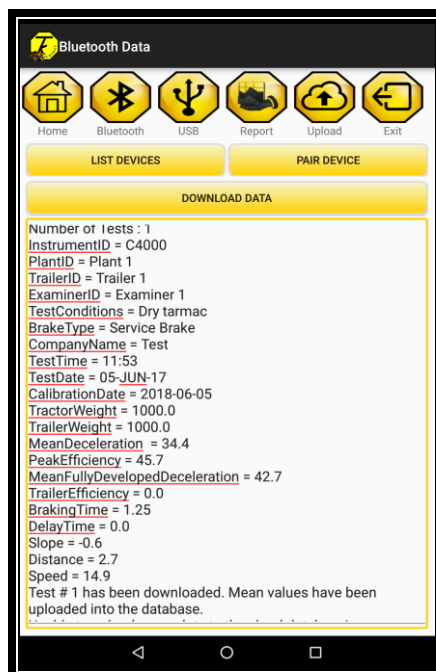 Bluetooth Data
Home Bluetooth USB Report Upload Exit
LIST DEVICES PAIR DEVICE
DOWNLOAD DATA
Number of Tests : 1
InstrumentID = C4000
PlantID = Plant 1
TrailerID = Trailer 1
ExaminerID = Examiner 1
TestConditions = Dry tarmac
BrakeType = Service Brake
CompanyName = Test
TestTime = 11:53
TestDate = 05-JUN-17
CalibrationDate = 2018-06-05
TractorWeight = 1000.0
TrailerWeight = 1000.0
MeanDeceleration = 34.4
PeakEfficiency = 45.7
MeanFullyDevelopedDeceleration = 42.7
TrailerEfficiency = 0.0
BrakingTime = 1.25
DelayTime = 0.0
Slope = -0.6
Distance = 2.7
Speed = 14.9
Test # 1 has been downloaded. Mean values have been
uploaded into the database.